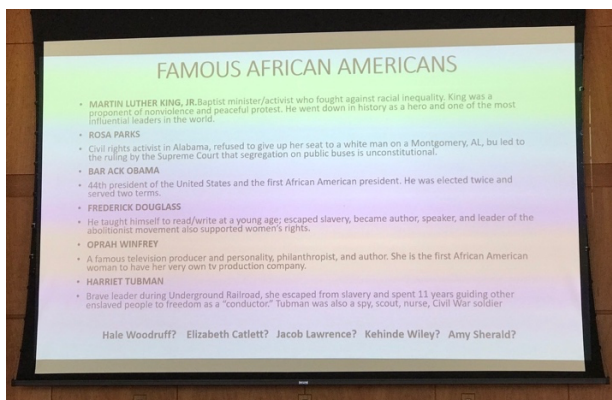 FAMOUS AFRICAN AMERICANS
• MARTIN LUTHER KING, JR.Baptist minister/activist who fought against racial inequality. King was a
proponent of nonviolence and peaceful protest. He went down in history as a hero and one of the most
influential leaders in the world.
• ROSA PARKS
• Civil rights activist in Alabama, refused to give up her seat to a white man on a Montgomery, AL, bu led to
the ruling by the Supreme Court that segregation on public buses is unconstitutional.
• BAR ACK OBAMA
• 44th president of the United States and the first African American president. He was elected twice and
served two terms.
• FREDERICK DOUGLASS
• He taught himself to read/write at a young age; escaped slavery, became author, speaker, and leader of the
abolitionist movement also supported women's rights.
• OPRAH WINFREY
• A famous television producer and personality, philanthropist, and author. She is the first African American
woman to have her very own tv production company.
• HARRIET TUBMAN
• Brave leader during Underground Railroad, she escaped from slavery and spent 11 years guiding other
enslaved people to freedom as a "conductor." Tubman was also a spy, scout, nurse, Civil War soldier
Hale Woodruff? Elizabeth Catlett? Jacob Lawrence? Kehinde Wiley? Amy Sherald?